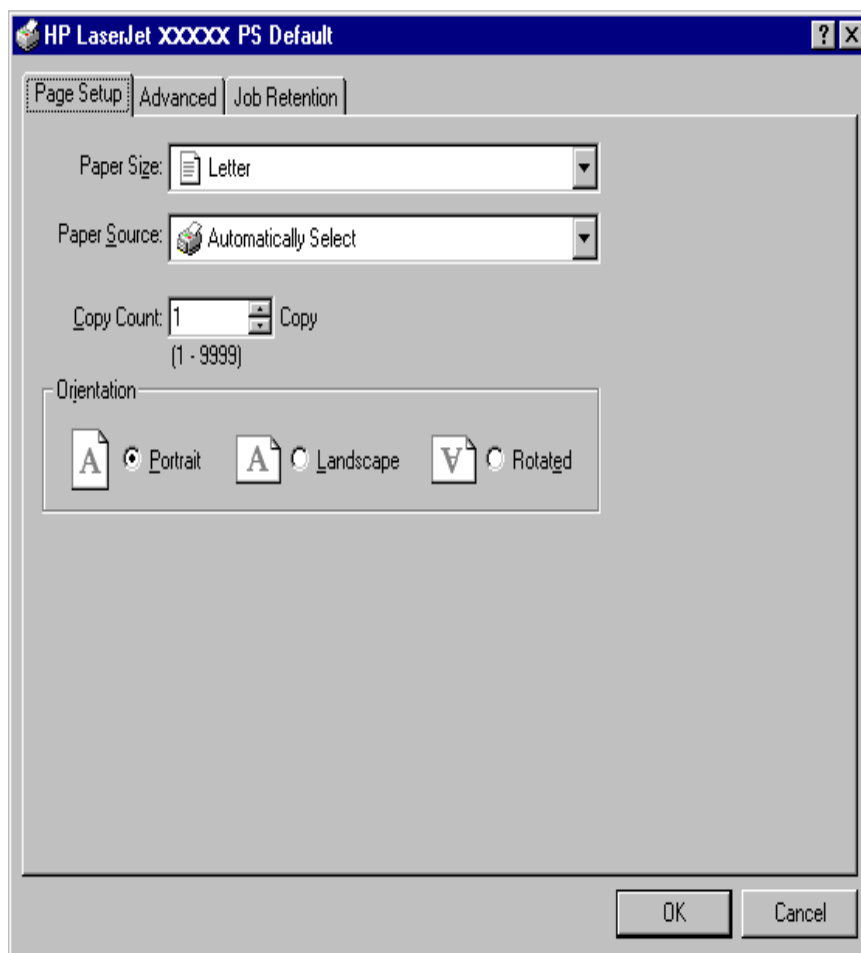 HP LaserJet XXXXX PS Default
Page Setup Advanced Job Retention
Paper Size: Letter
Paper Source: Automatically Select
Copy Count: 1 Copy
(1 - 9999)
Orientation
A Portrait A Landscape A Rotated
OK Cancel